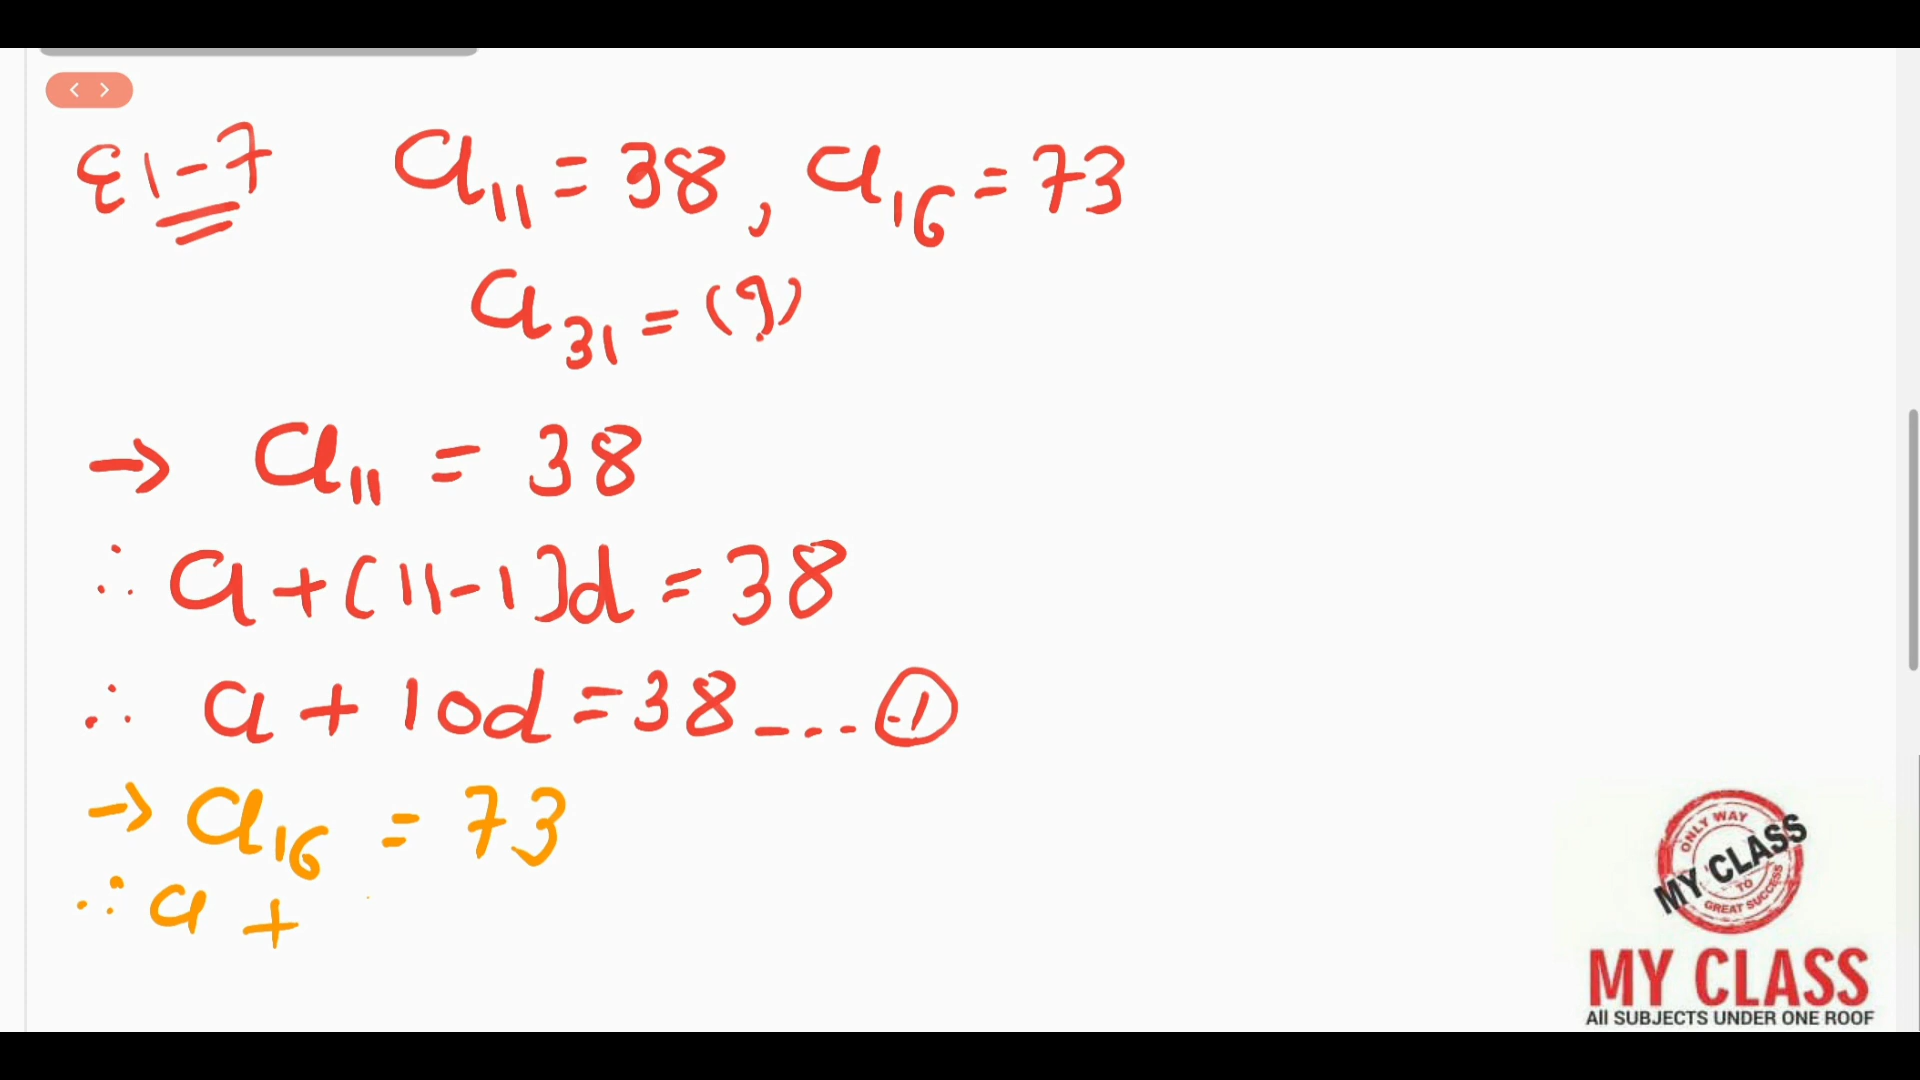 દા-7 a₁₁ = 38, a₁₆ = 73
a₃₁ = (?)
→ a₁₁ = 38
∴ a + (11-1)d = 38
∴ a + 10d = 38 ---- ①
→ a₁₆ = 73
∴ a +
ONLY WAY
MY CLASS
TO
GREAT SUCCESS
MY CLASS
All SUBJECTS UNDER ONE ROOF